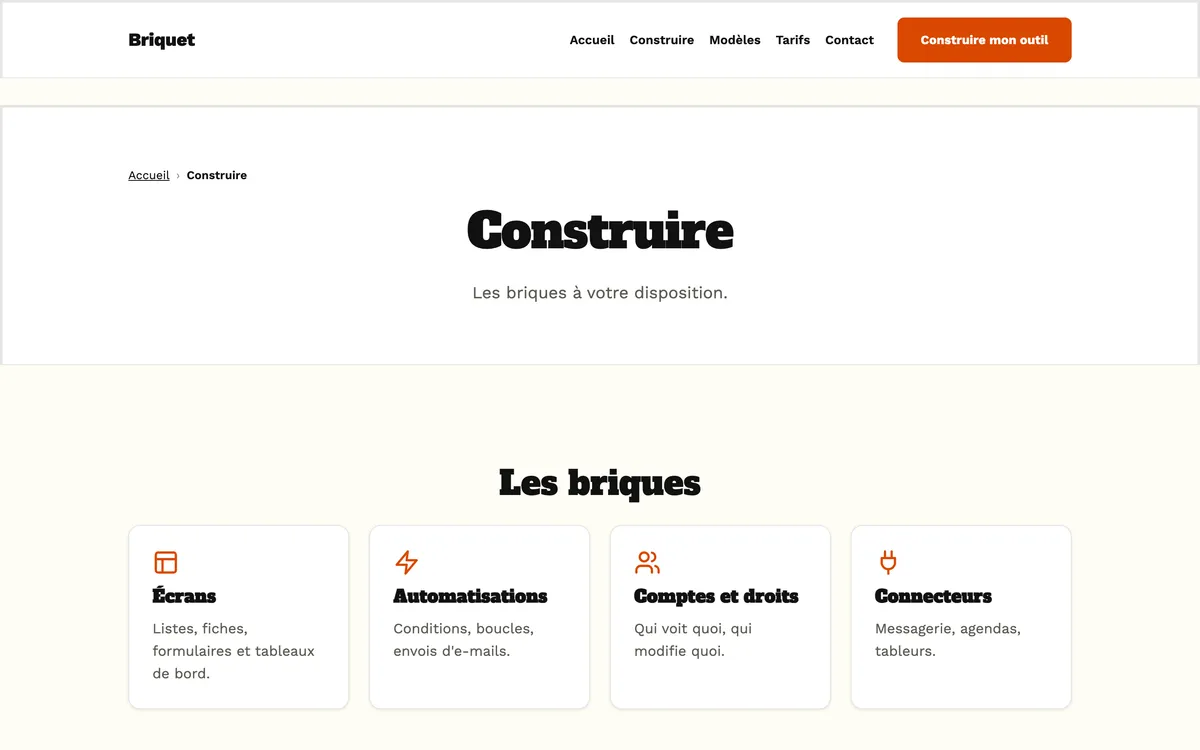 Briquet
Accueil Construire Modèles Tarifs Contact Construire mon outil
Accueil › Construire
Construire
Les briques à votre disposition.
Les briques
Écrans
Listes, fiches,
formulaires et tableaux
de bord.
Automatisations
Conditions, boucles,
envois d'e-mails.
Comptes et droits
Qui voit quoi, qui
modifie quoi.
Connecteurs
Messagerie, agendas,
tableurs.